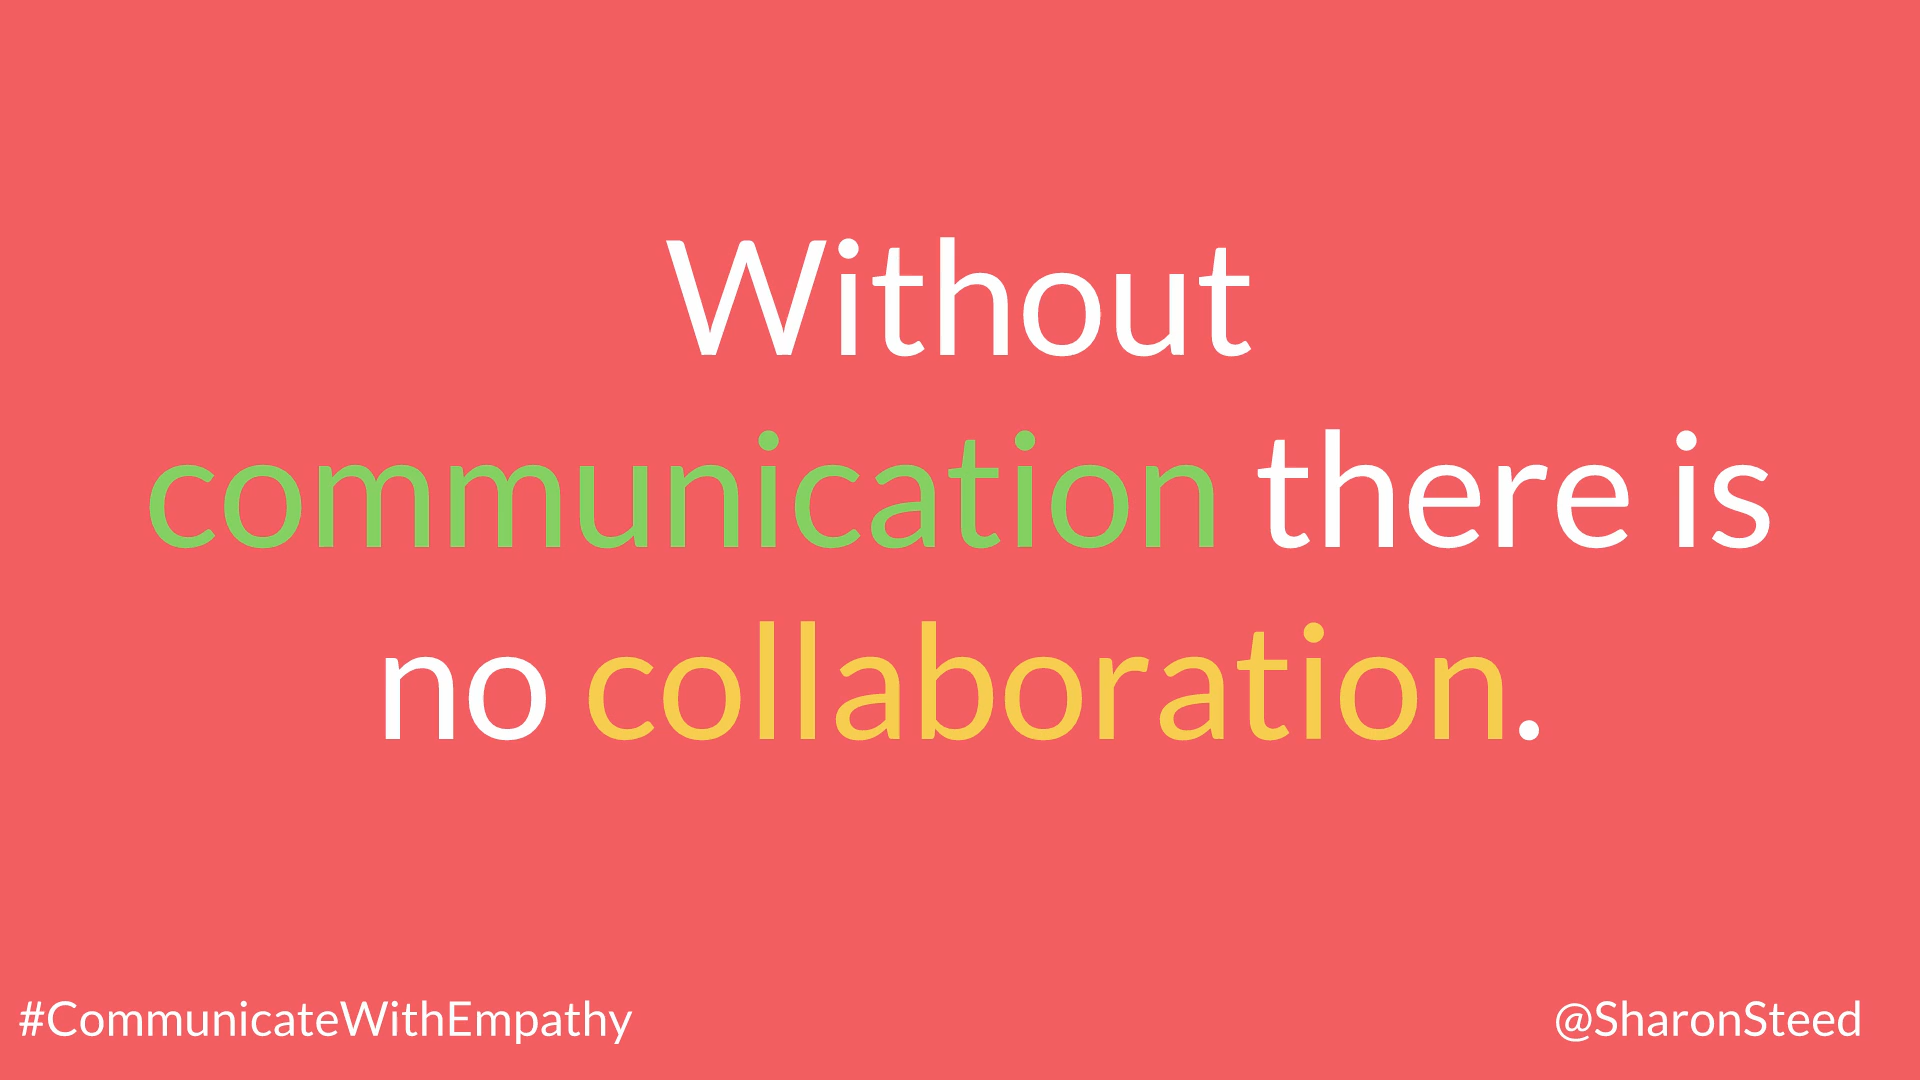 Without
communication there is
no collaboration.
#CommunicateWithEmpathy
@SharonSteed